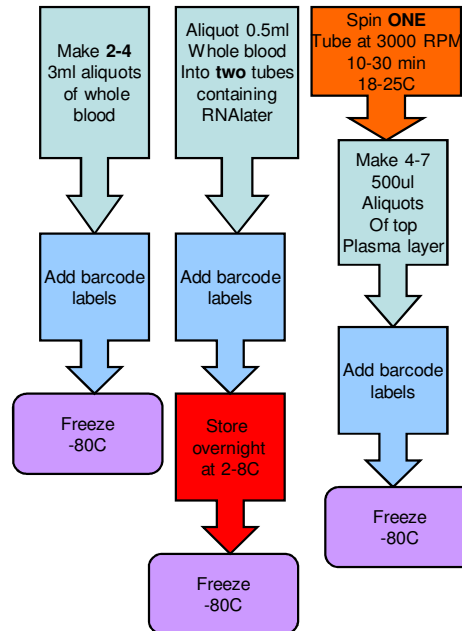 Make 2-4
3ml aliquots
of whole
blood
Add barcode
labels
Freeze
-80C
Aliquot 0.5ml
Whole blood
Into two tubes
containing
RNAlater
Add barcode
labels
Store
overnight
at 2-8C
Freeze
-80C
Spin ONE
Tube at 3000 RPM
10-30 min
18-25C
Make 4-7
500ul
Aliquots
Of top
Plasma layer
Add barcode
labels
Freeze
-80C